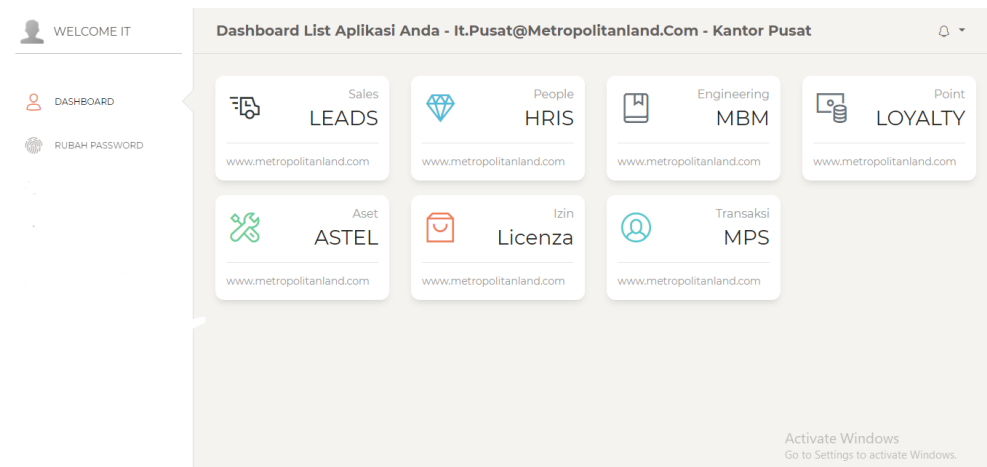 WELCOME IT
Dashboard List Aplikasi Anda - It.Pusat@Metropolitanland.Com - Kantor Pusat
DASHBOARD
RUBAH PASSWORD
Sales
LEADS
www.metropolitanland.com
People
HRIS
www.metropolitanland.com
Engineering
MBM
www.metropolitanland.com
Point
LOYALTY
www.metropolitanland.com
Aset
ASTEL
www.metropolitanland.com
Izin
Licenza
www.metropolitanland.com
Transaksi
MPS
www.metropolitanland.com
Activate Windows
Go to Settings to activate Windows.